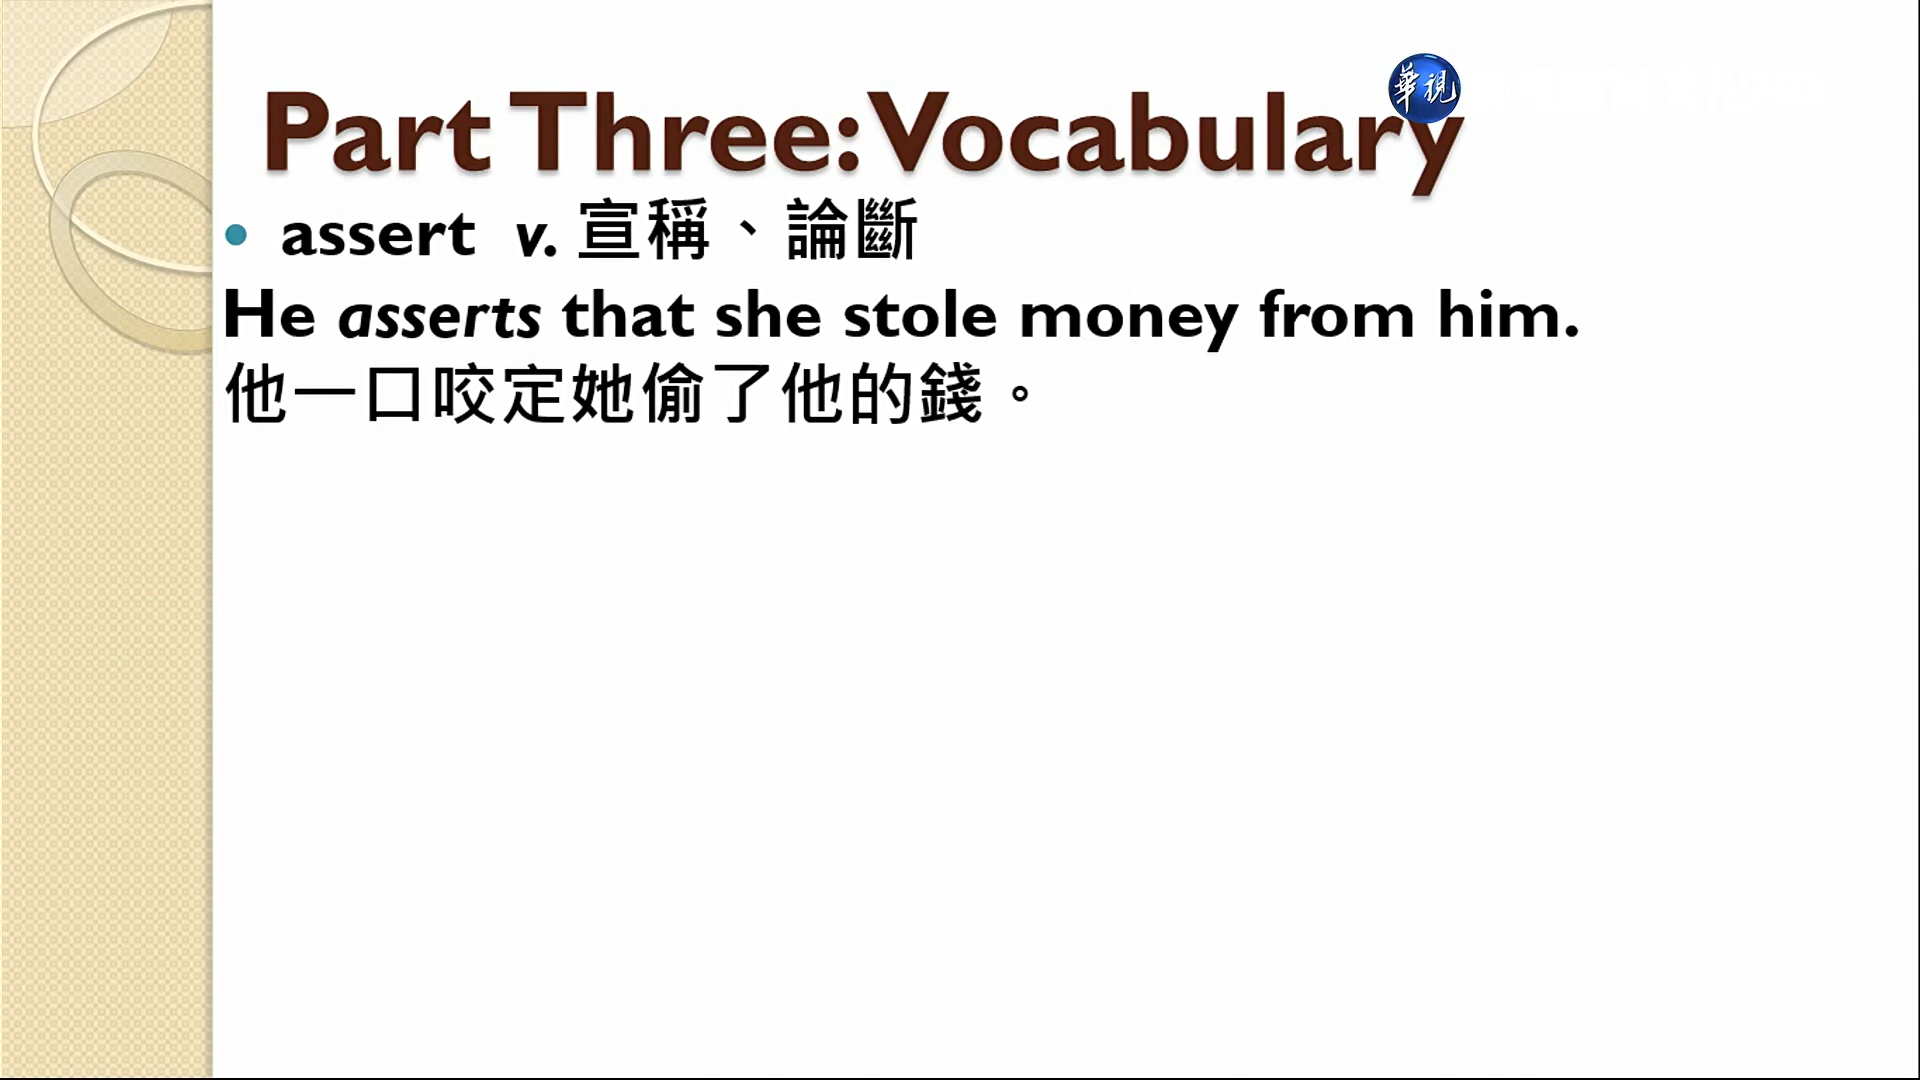 華視
Part Three: Vocabulary
• assert v. 宣稱、論斷
He asserts that she stole money from him.
他一口咬定她偷了他的錢。